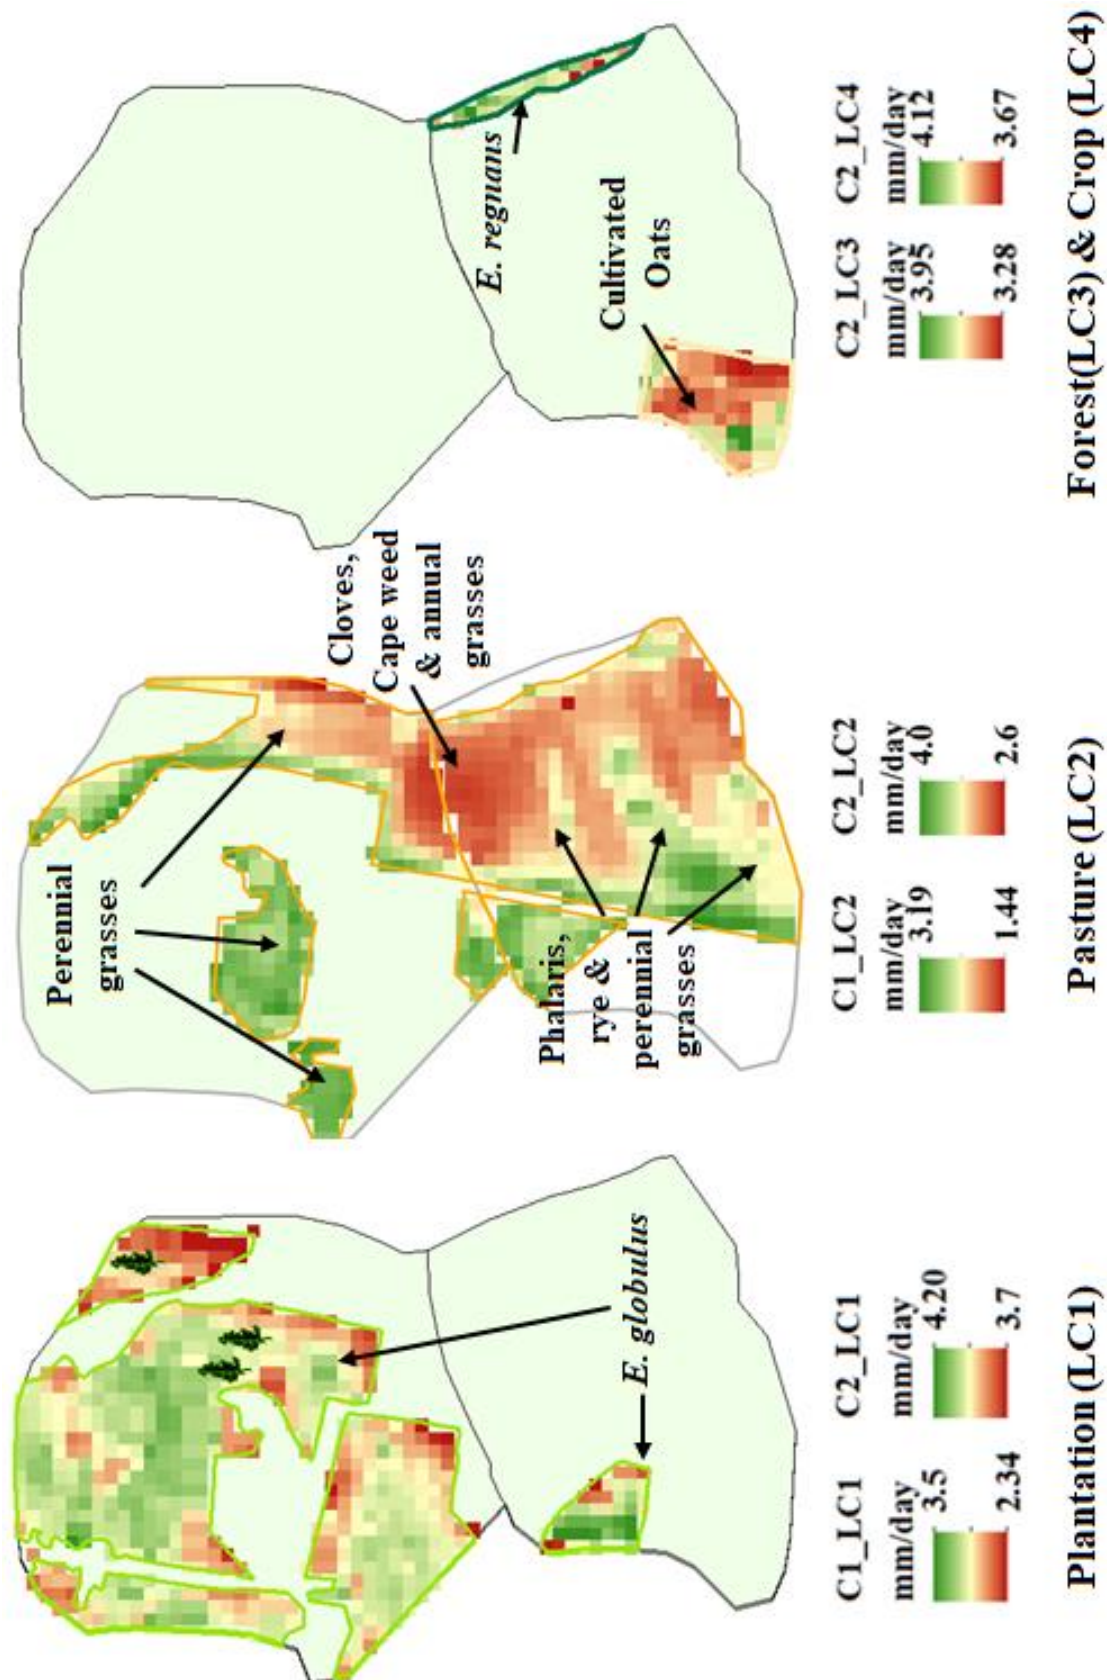 E. globulus
C1_LC1
mm/day
3.5
2.34
C2_LC1
mm/day
4.20
3.7
Plantation (LC1)
Perennial
grasses
Cloves,
Cape weed
& annual
grasses
Phalaris,
rye &
perennial
grasses
C1_LC2
mm/day
3.19
1.44
C2_LC2
mm/day
4.0
2.6
Pasture (LC2)
E. regnans
Cultivated
Oats
C2_LC3
mm/day
3.95
3.28
C2_LC4
mm/day
4.12
3.67
Forest(LC3) & Crop (LC4)